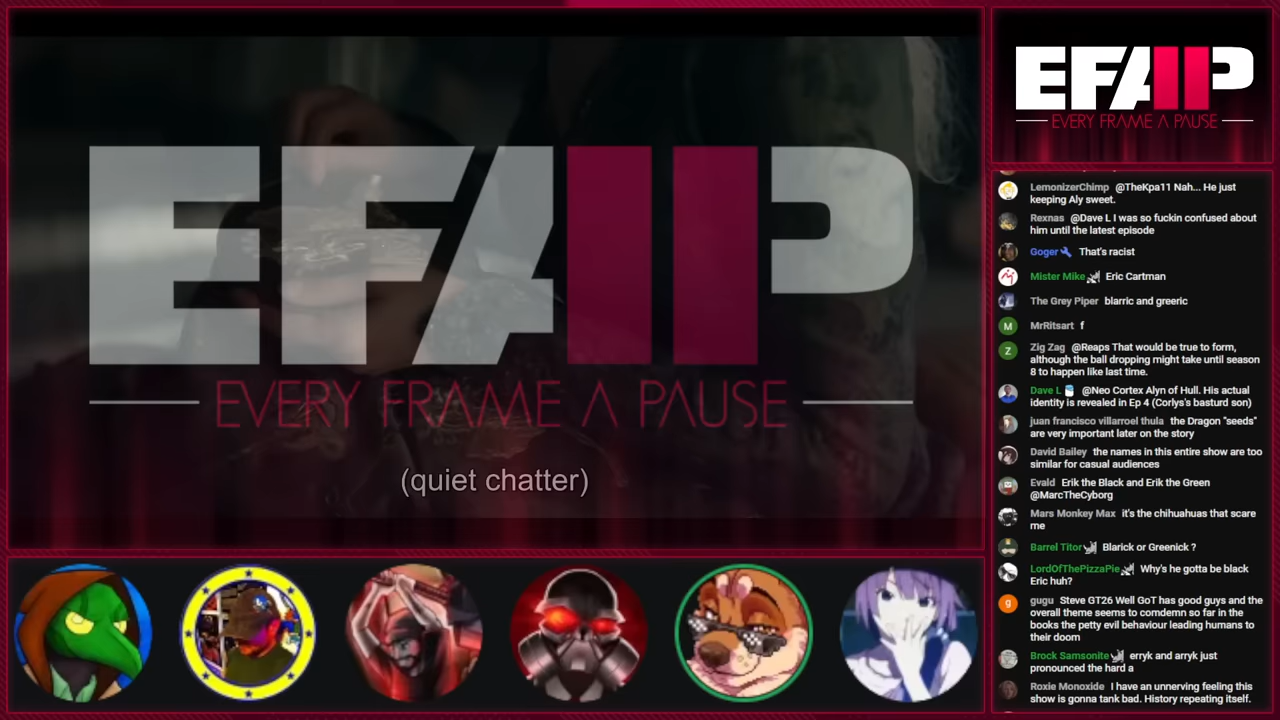 EFAP
EVERY FRAME A PAUSE
(quiet chatter)
EFAP
EVERY FRAME A PAUSE
LemonizerChimp @TheKpa11 Nah... He just
keeping Aly sweet.
Rexnas @Dave L I was so fuckin confused about
him until the latest episode
Goger That's racist
Mister Mike Eric Cartman
The Grey Piper blarric and greeric
M
MrRitsart f
Z
Zig Zag @Reaps That would be true to form,
although the ball dropping might take until season
8 to happen like last time.
Dave L @Neo Cortex Alyn of Hull. His actual
identity is revealed in Ep 4 (Corlys's basturd son)
juan francisco villarroel thula the Dragon "seeds"
are very important later on the story
David Bailey the names in this entire show are too
similar for casual audiences
Evald Erik the Black and Erik the Green
@MarcTheCyborg
Mars Monkey Max it's the chihuahuas that scare
me
Barrel Titor Blarick or Greenick ?
LordOfThePizzaPie Why's he gotta be black
Eric huh?
g
gugu Steve GT26 Well GoT has good guys and the
overall theme seems to comdemn so far in the
books the petty evil behaviour leading humans to
their doom
Brock Samsonite erryk and arryk just
pronounced the hard a
Roxie Monoxide I have an unnerving feeling this
show is gonna tank bad. History repeating itself.